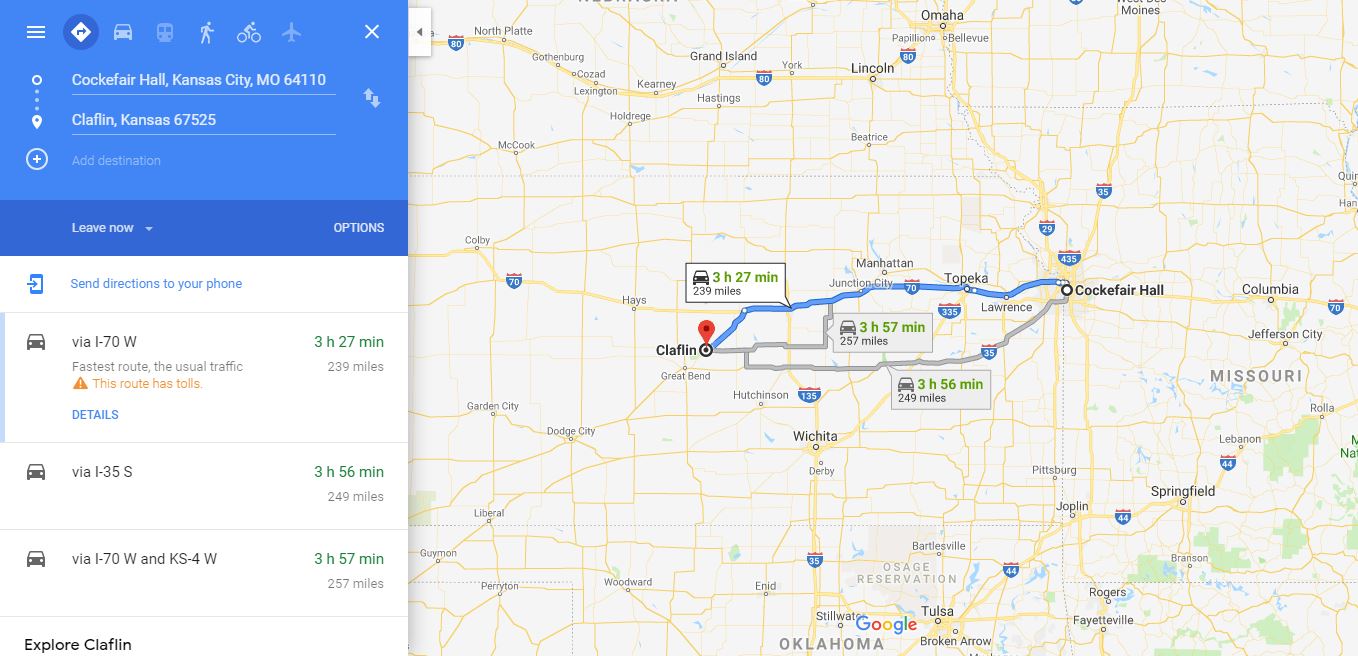 Cockefair Hall, Kansas City, MO 64110
Claflin, Kansas 67525
Add destination
Leave now
OPTIONS
Send directions to your phone
via I-70 W
3 h 27 min
Fastest route, the usual traffic
239 miles
This route has tolls.
DETAILS
via I-35 S
3 h 56 min
249 miles
via I-70 W and KS-4 W
3 h 57 min
257 miles
Explore Claflin
Omaha
Papillion
Bellevue
Des
Moines
North Platte
80
Gothenburg
Cozad
Lexington
Grand Island
York
80
80
Lincoln
Kearney
Hastings
Holdrege
McCook
Beatrice
35
29
435
Colby
70
Hays
Manhattan
Junction City
70
Topeka
Lawrence
335
Cockefair Hall
Columbia
70
Jefferson City
3 h 27 min
239 miles
3 h 57 min
257 miles
3 h 56 min
249 miles
35
Claflin
Great Bend
Hutchinson
135
MISSOURI
Garden City
Dodge City
Wichita
Derby
Rolla
Lebanon
44
Pittsburg
Springfield
Joplin
44
Liberal
Guymon
Perryton
Woodward
Enid
35
Bartlesville
OSAGE
RESERVATION
44
Branson
Rogers
Fayetteville
Stillwater
Tulsa
Broken Arrow
Google
OKLAHOMA